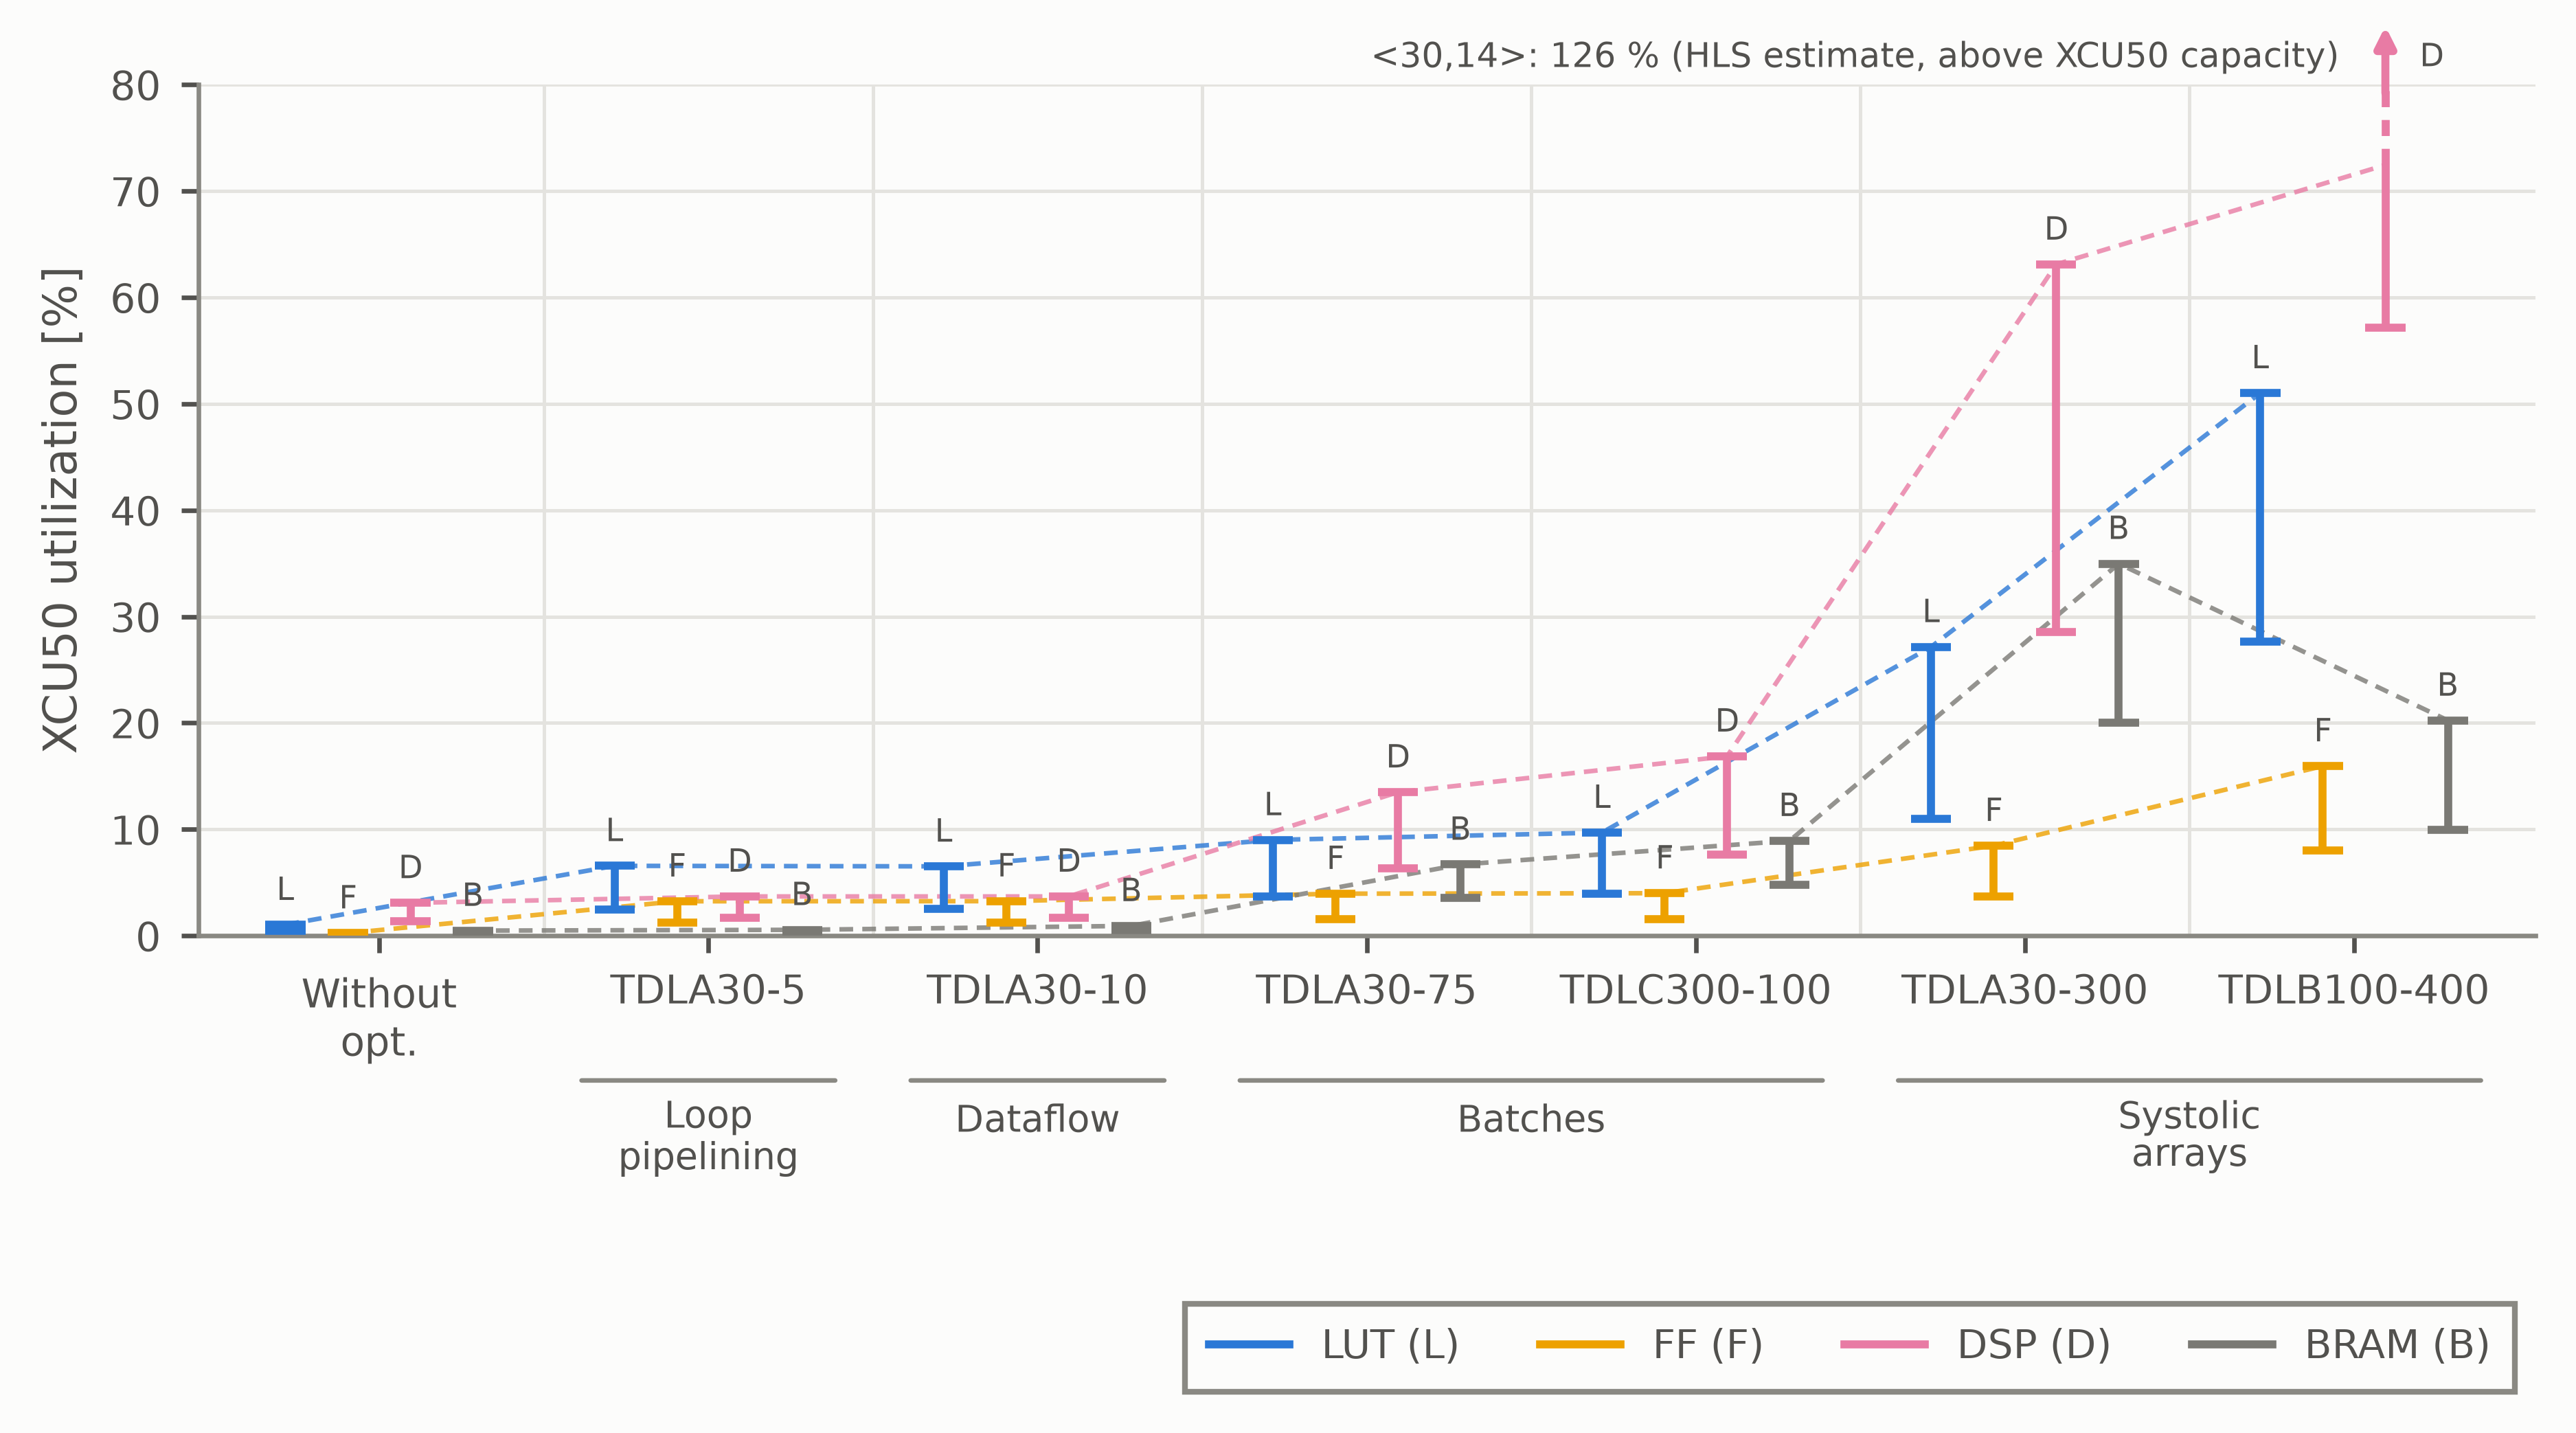 <30,14>: 126 % (HLS estimate, above XCU50 capacity)
D
XCU50 utilization [%]
80
70
60
50
40
30
20
10
0
L
F
D
B
L
F
D
B
L
F
D
B
L
F
D
B
L
F
D
B
L
F
D
B
L
F
B
Without
opt.
TDLA30-5
TDLA30-10
TDLA30-75
TDLC300-100
TDLA30-300
TDLB100-400
Loop
pipelining
Dataflow
Batches
Systolic
arrays
LUT (L)
FF (F)
DSP (D)
BRAM (B)